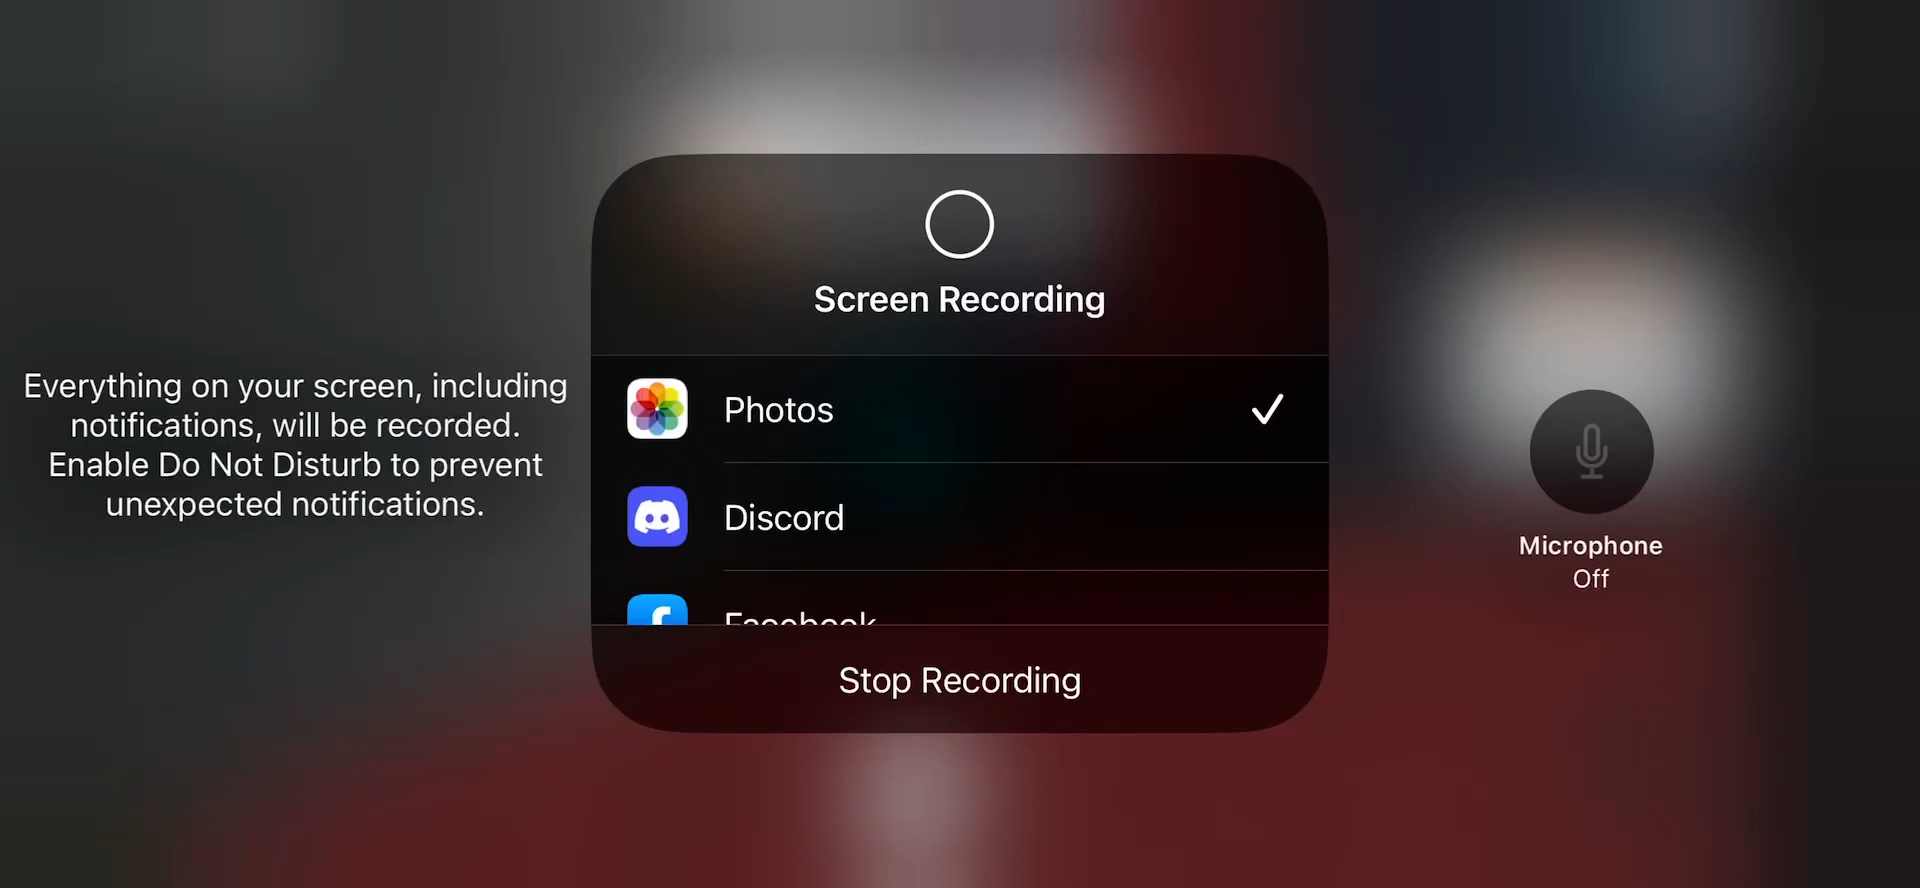 Everything on your screen, including
notifications, will be recorded.
Enable Do Not Disturb to prevent
unexpected notifications.
Screen Recording
Photos
Discord
Facebook
Stop Recording
Microphone
Off